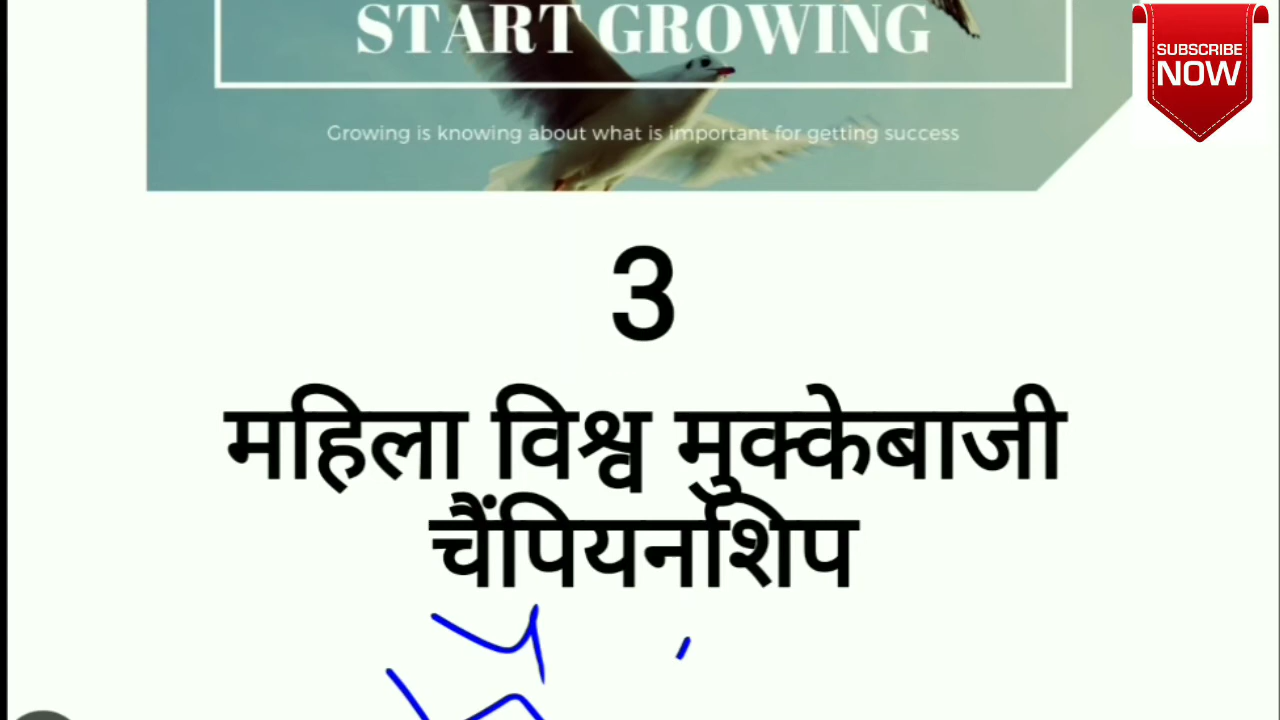 START GROWING
SUBSCRIBE
NOW
Growing is knowing about what is important for getting success
3
महिला विश्व मुक्केबाजी
चैंपियनशिप